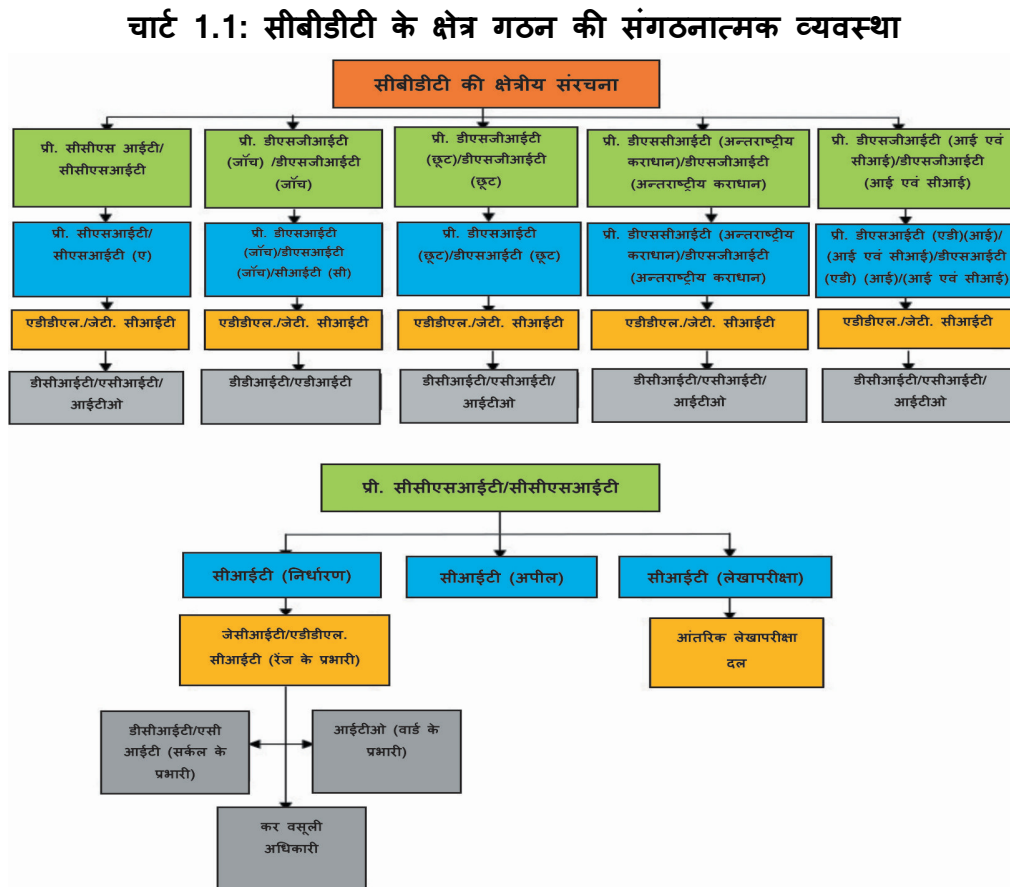 चार्ट 1.1: सीबीडीटी के क्षेत्र गठन की संगठनात्मक व्यवस्था
सीबीडीटी की क्षेत्रीय संरचना
प्री. सीसीएस आईटी/
सीसीएसआईटी
प्री. डीएसजीआईटी
(जॉच) /डीएसजीआईटी
(जॉच)
प्री. डीएसजीआईटी
(छूट)/डीएसजीआईटी
(छूट)
प्री. डीएससीआईटी (अन्तराष्ट्रीय
कराधान)/डीएसजीआईटी
(अन्तराष्ट्रीय कराधान)
प्री. डीएसजीआईटी (आई एवं
सीआई)/डीएसजीआईटी
(आई एवं सीआई)
प्री. सीएसआईटी/
सीएसआईटी (ए)
प्री. डीएसआईटी
(जॉच)/डीएसआईटी
(जॉच)/सीआईटी (सी)
प्री. डीएसआईटी
(छूट)/डीएसआईटी (छूट)
प्री. डीएससीआईटी (अन्तराष्ट्रीय
कराधान)/डीएसजीआईटी
(अन्तराष्ट्रीय कराधान)
प्री. डीएसआईटी (एडी)(आई)/
(आई एवं सीआई)/डीएसआईटी
(एडी) (आई)/(आई एवं सीआई)
एडीडीएल./जेटी. सीआईटी
एडीडीएल./जेटी. सीआईटी
एडीडीएल./जेटी. सीआईटी
एडीडीएल./जेटी. सीआईटी
एडीडीएल./जेटी. सीआईटी
डीसीआईटी/एसीआईटी/
आईटीओ
डीडीआईटी/एडीआईटी
डीसीआईटी/एसीआईटी/
आईटीओ
डीसीआईटी/एसीआईटी/
आईटीओ
डीसीआईटी/एसीआईटी/
आईटीओ
प्री. सीसीएसआईटी/सीसीएसआईटी
सीआईटी (निर्धारण)
सीआईटी (अपील)
सीआईटी (लेखापरीक्षा)
जेसीआईटी/एडीडीएल.
सीआईटी (रेंज के प्रभारी)
आंतरिक लेखापरीक्षा
दल
डीसीआईटी/एसी
आईटी (सर्कल के
प्रभारी)
आईटीओ (वार्ड के
प्रभारी)
कर वसूली
अधिकारी